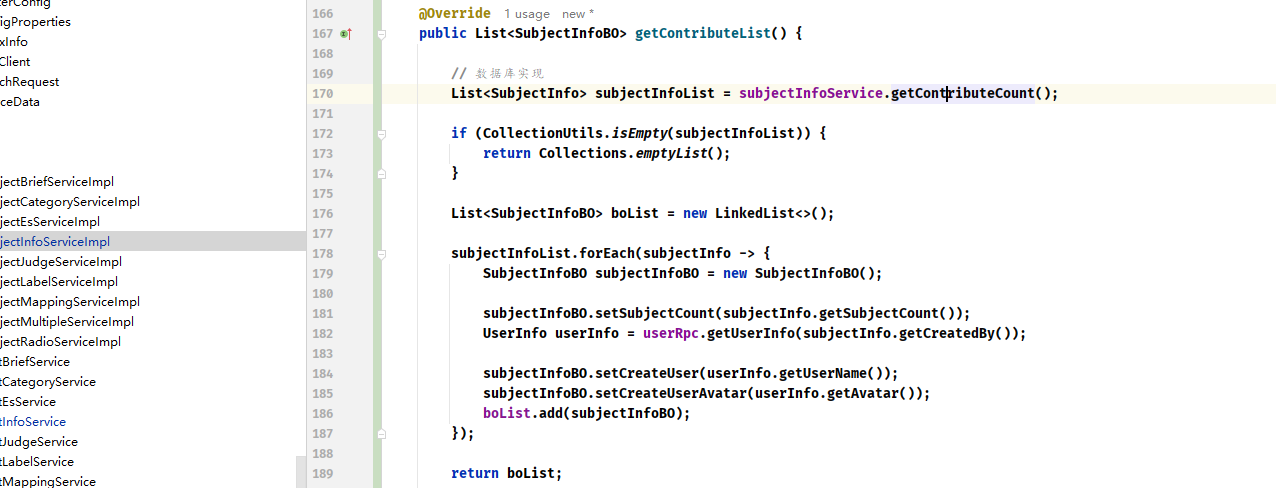 terConfig
igProperties
xInfo
Client
chRequest
ceData
jectBriefServiceImpl
jectCategoryServiceImpl
jectEsServiceImpl
jectInfoServiceImpl
jectJudgeServiceImpl
jectLabelServiceImpl
jectMappingServiceImpl
jectMultipleServiceImpl
jectRadioServiceImpl
tBriefService
tCategoryService
tEsService
tInfoService
tJudgeService
tLabelService
tMappingService
166 @Override 1 usage new *
167 public List<SubjectInfoBO> getContributeList() {
168
169 // 数据库实现
170 List<SubjectInfo> subjectInfoList = subjectInfoService.getContributeCount();
171
172 if (CollectionUtils.isEmpty(subjectInfoList)) {
173 return Collections.emptyList();
174 }
175
176 List<SubjectInfoBO> boList = new LinkedList<>();
177
178 subjectInfoList.forEach(subjectInfo -> {
179 SubjectInfoBO subjectInfoBO = new SubjectInfoBO();
180
181 subjectInfoBO.setSubjectCount(subjectInfo.getSubjectCount());
182 UserInfo userInfo = userRpc.getUserInfo(subjectInfo.getCreatedBy());
183
184 subjectInfoBO.setCreateUser(userInfo.getUserName());
185 subjectInfoBO.setCreateUserAvatar(userInfo.getAvatar());
186 boList.add(subjectInfoBO);
187 });
188
189 return boList;